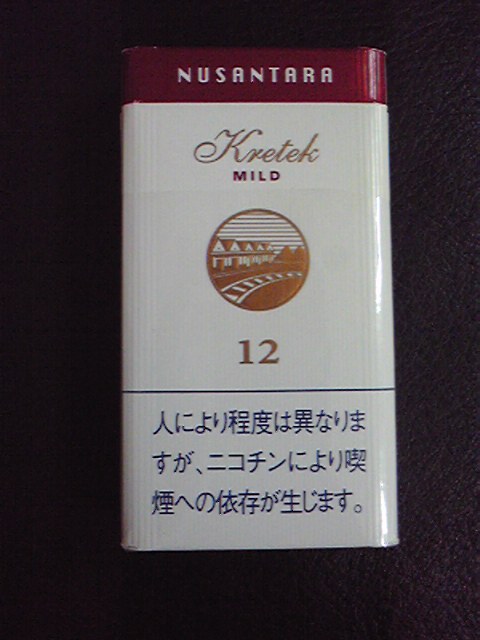 NUSANTARA
Kretek
MILD
12
人により程度は異なりま
すが、ニコチンにより喫
煙への依存が生じます。